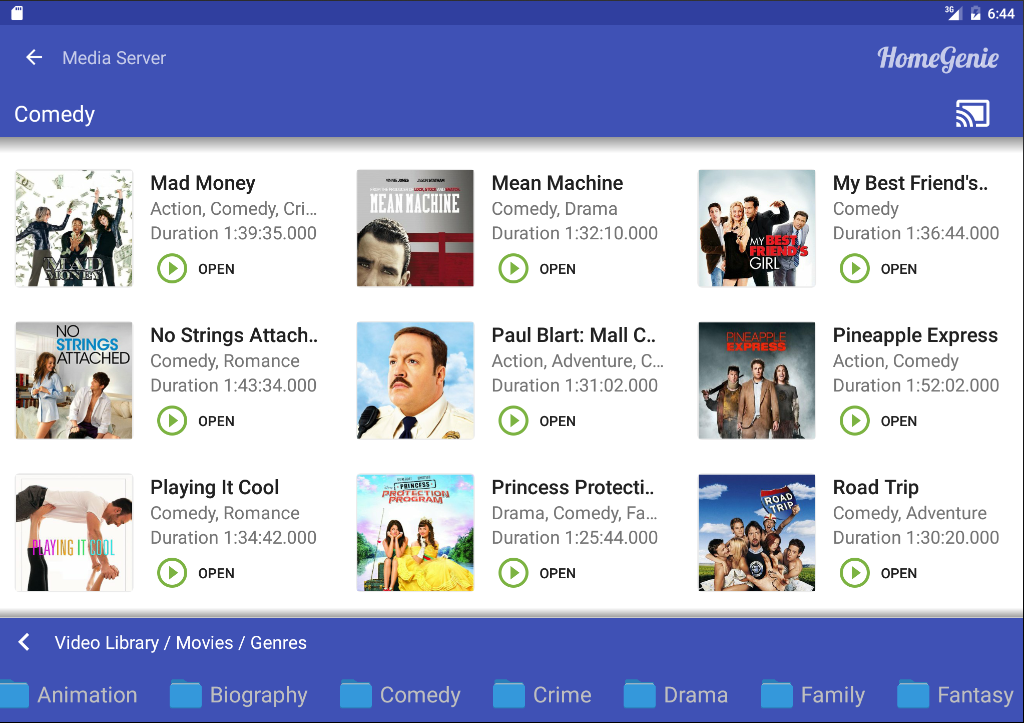 3G 6:44
Media Server
HomeGenie
Comedy
Mad Money
Action, Comedy, Cri...
Duration 1:39:35.000
OPEN
MAD MONEY
Mean Machine
Comedy, Drama
Duration 1:32:10.000
OPEN
MEAN MACHINE
My Best Friend's..
Comedy
Duration 1:36:44.000
OPEN
MY BEST FRIEND'S GIRL
No Strings Attach..
Comedy, Romance
Duration 1:43:34.000
OPEN
NO
STRINGS
ATTACHED
Paul Blart: Mall C..
Action, Adventure, C...
Duration 1:31:02.000
OPEN
Pineapple Express
Action, Comedy
Duration 1:52:02.000
OPEN
PINEAPPLE
EXPRESS
Playing It Cool
Comedy, Romance
Duration 1:34:42.000
OPEN
PLAYING IT COOL
Princess Protecti..
Drama, Comedy, Fa...
Duration 1:25:44.000
OPEN
PRINCESS
PROTECTION
PROGRAM
Road Trip
Comedy, Adventure
Duration 1:30:20.000
OPEN
ROAD
TRIP
Video Library / Movies / Genres
Animation Biography Comedy Crime Drama Family Fantasy